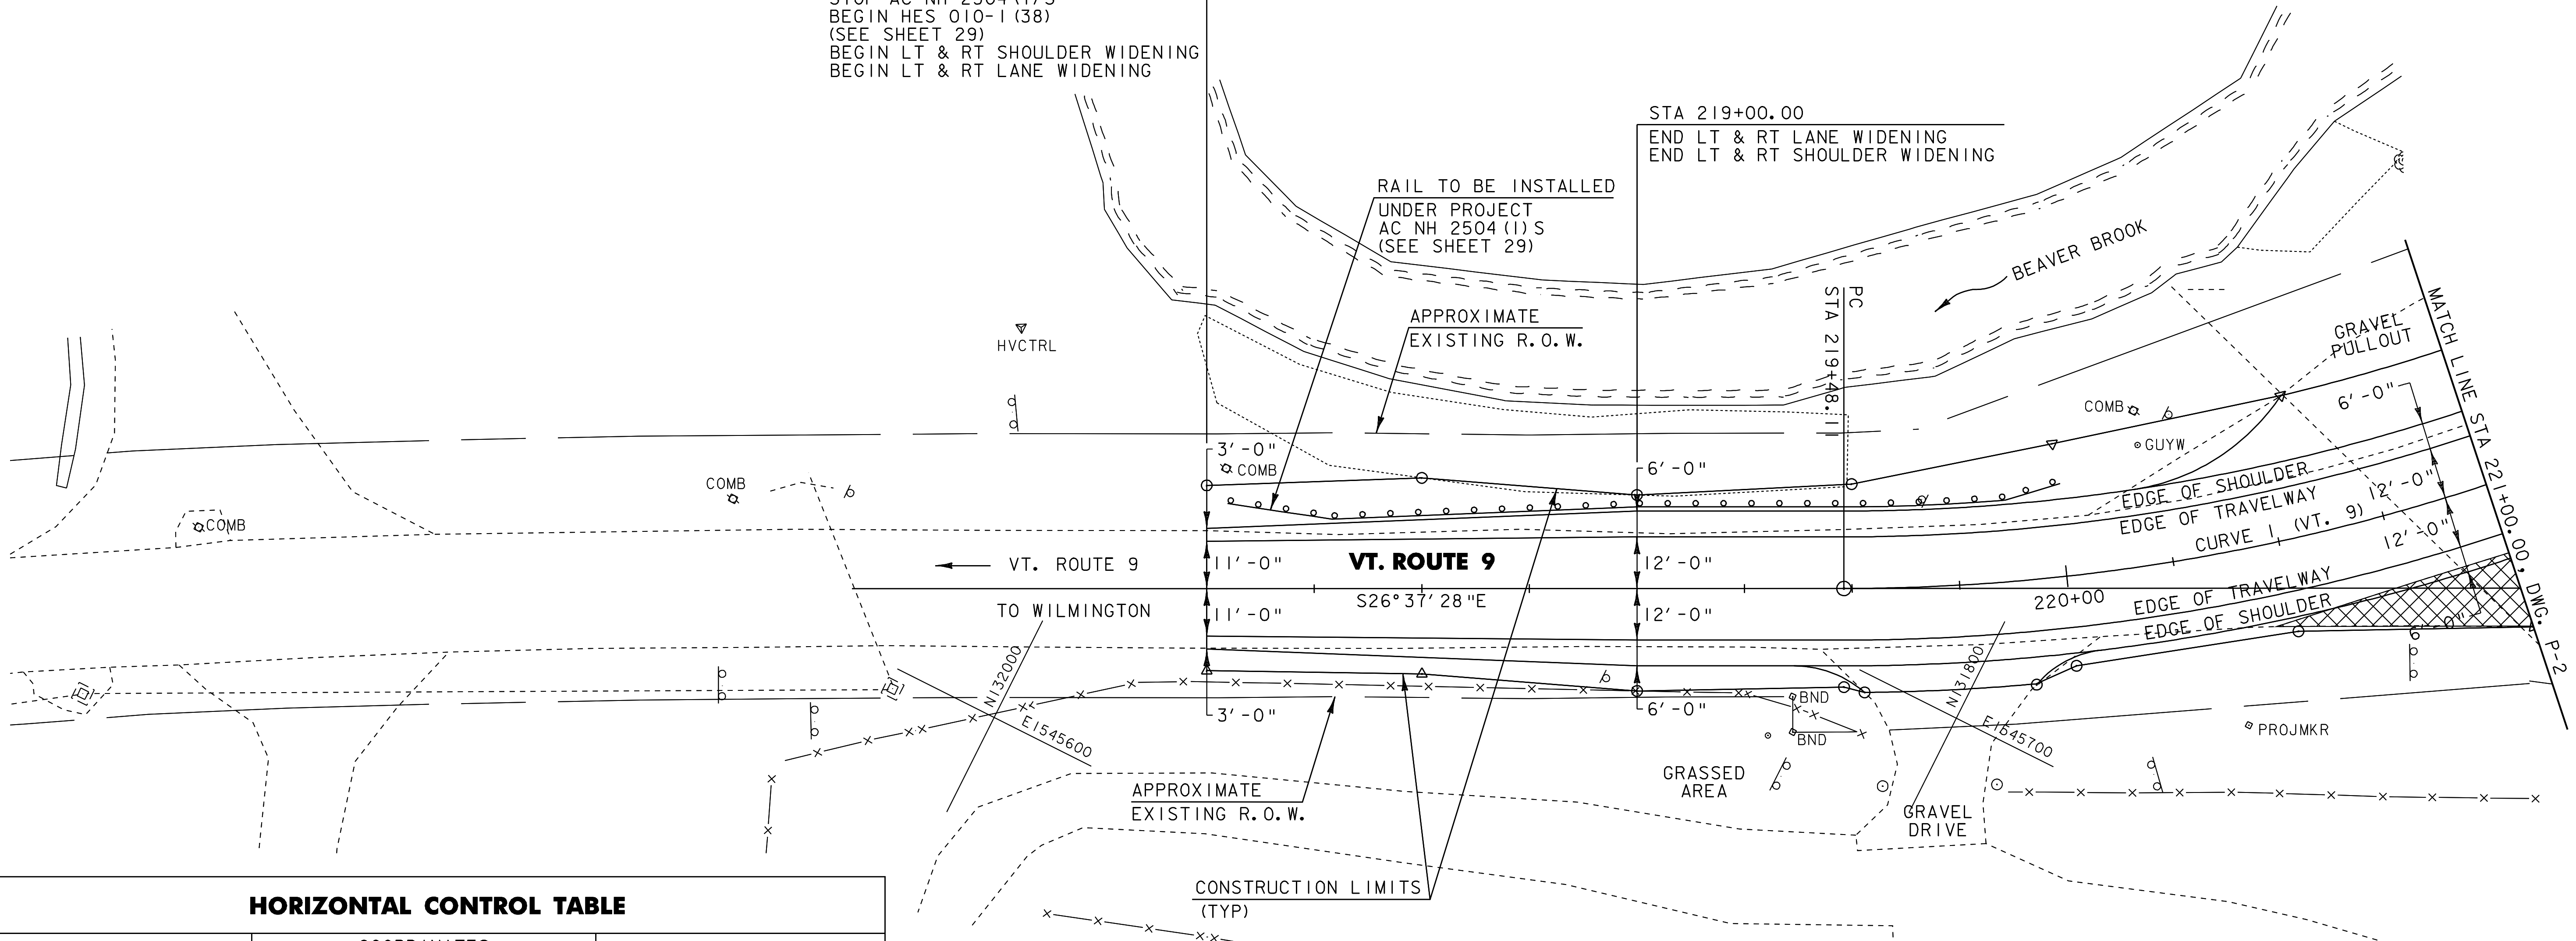 BEGIN HES 010-1(38)
(SEE SHEET 29)
BEGIN LT & RT SHOULDER WIDENING
BEGIN LT & RT LANE WIDENING
STA 219+00.00
END LT & RT LANE WIDENING
END LT & RT SHOULDER WIDENING
RAIL TO BE INSTALLED
UNDER PROJECT
AC NH 2504(1)S
(SEE SHEET 29)
BEAVER BROOK
APPROXIMATE
EXISTING R.O.W.
PC
STA 219+48.11
HVCTRL
GRAVEL
PULLOUT
MATCH LINE STA 221+00.00, DWG. P-2
COMB
GUYW
6'-0"
3'-0"
COMB
6'-0"
COMB
COMB
EDGE OF SHOULDER
12'-0"
EDGE OF TRAVELWAY
CURVE 1 (VT. 9)
12'-0"
VT. ROUTE 9
11'-0"
VT. ROUTE 9
12'-0"
S26°37'28"E
220+00
TO WILMINGTON
11'-0"
12'-0"
EDGE OF TRAVELWAY
EDGE OF SHOULDER
6'-0"
N132000
E1545600
3'-0"
6'-0"
BND
BND
N131800
E1545700
PROJMKR
GRASSED
AREA
GRAVEL
DRIVE
APPROXIMATE
EXISTING R.O.W.
CONSTRUCTION LIMITS
(TYP)
HORIZONTAL CONTROL TABLE